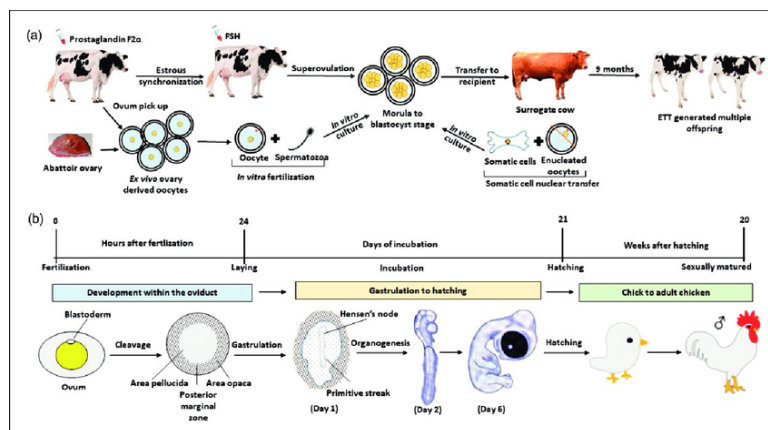 (a)
Prostaglandin F2α
FSH
Estrous
synchronization
Superovulation
Transfer to
recipient
9 months
Surrogate cow
ETT generated multiple
offspring
Ovum pick up
Morula to
blastocyst stage
Abattoir ovary
Ex vivo ovary
derived oocytes
Oocyte
+
Spermatozoa
In vitro fertilization
In vitro
culture
In vitro
culture
Somatic cells
+
Enucleated
oocytes
Somatic cell nuclear transfer
(b)
0
24
21
20
Hours after fertlization
Days of incubation
Weeks after hatching
Fertilization
Laying
Incubation
Hatching
Sexually matured
Development within the oviduct
Gastrulation to hatching
Chick to adult chicken
Blastoderm
Ovum
Cleavage
Area pellucida
Posterior
marginal
zone
Area opaca
Gastrulation
Hensen's node
Primitive streak
(Day 1)
Organogenesis
(Day 2)
(Day 6)
Hatching
♂